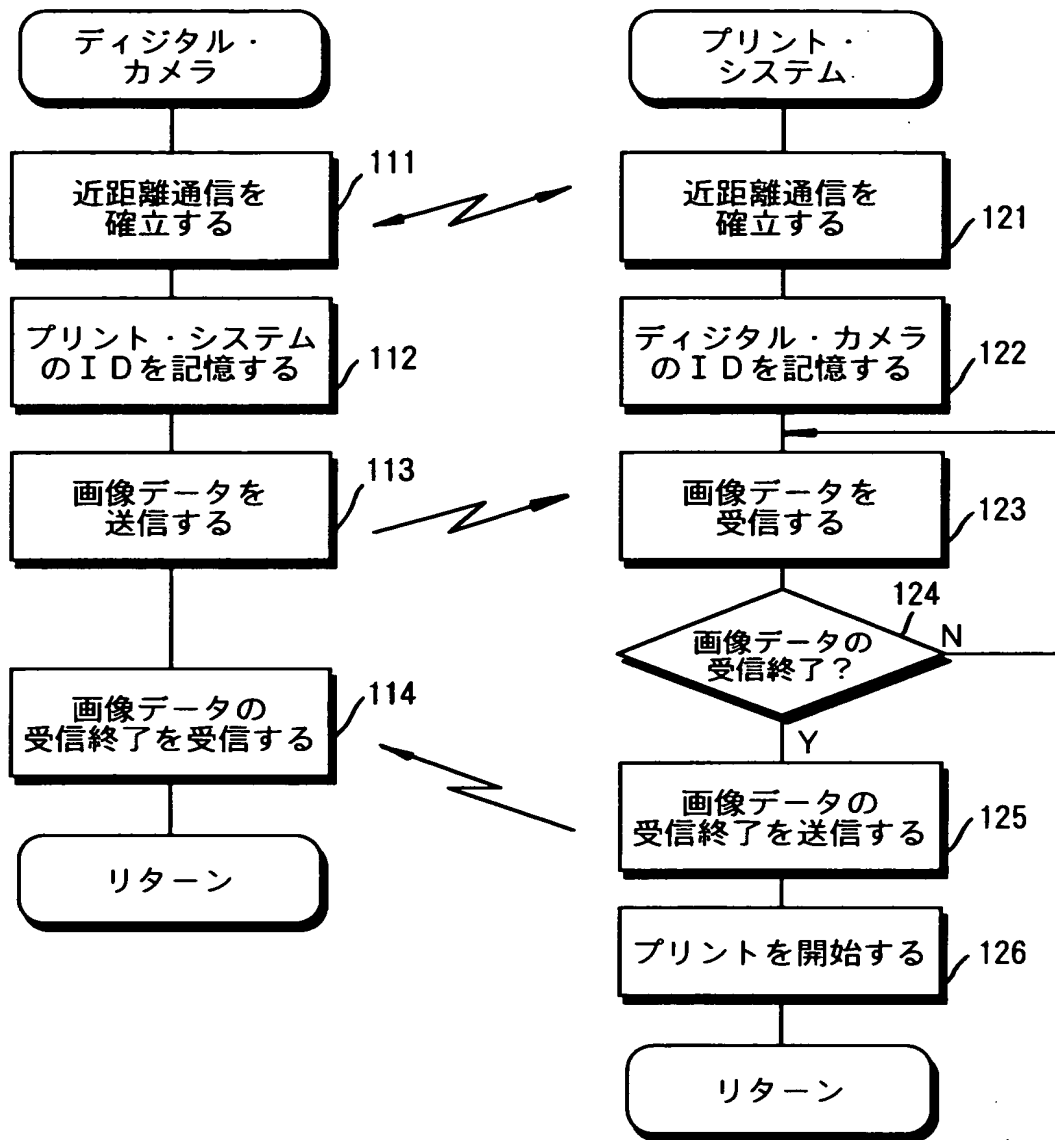 ディジタル・
カメラ
近距離通信を
確立する
111
プリント・システム
のＩＤを記憶する
112
画像データを
送信する
113
画像データの
受信終了を受信する
114
リターン
プリント・
システム
近距離通信を
確立する
121
ディジタル・カメラ
のＩＤを記憶する
122
画像データを
受信する
123
画像データの
受信終了？
124
N
Y
画像データの
受信終了を送信する
125
プリントを開始する
126
リターン